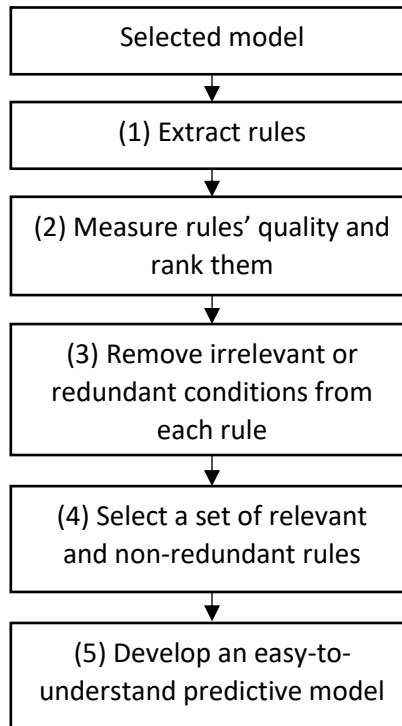 Selected model
(1) Extract rules
(2) Measure rules’ quality and
rank them
(3) Remove irrelevant or
redundant conditions from
each rule
(4) Select a set of relevant
and non-redundant rules
(5) Develop an easy-to-
understand predictive model